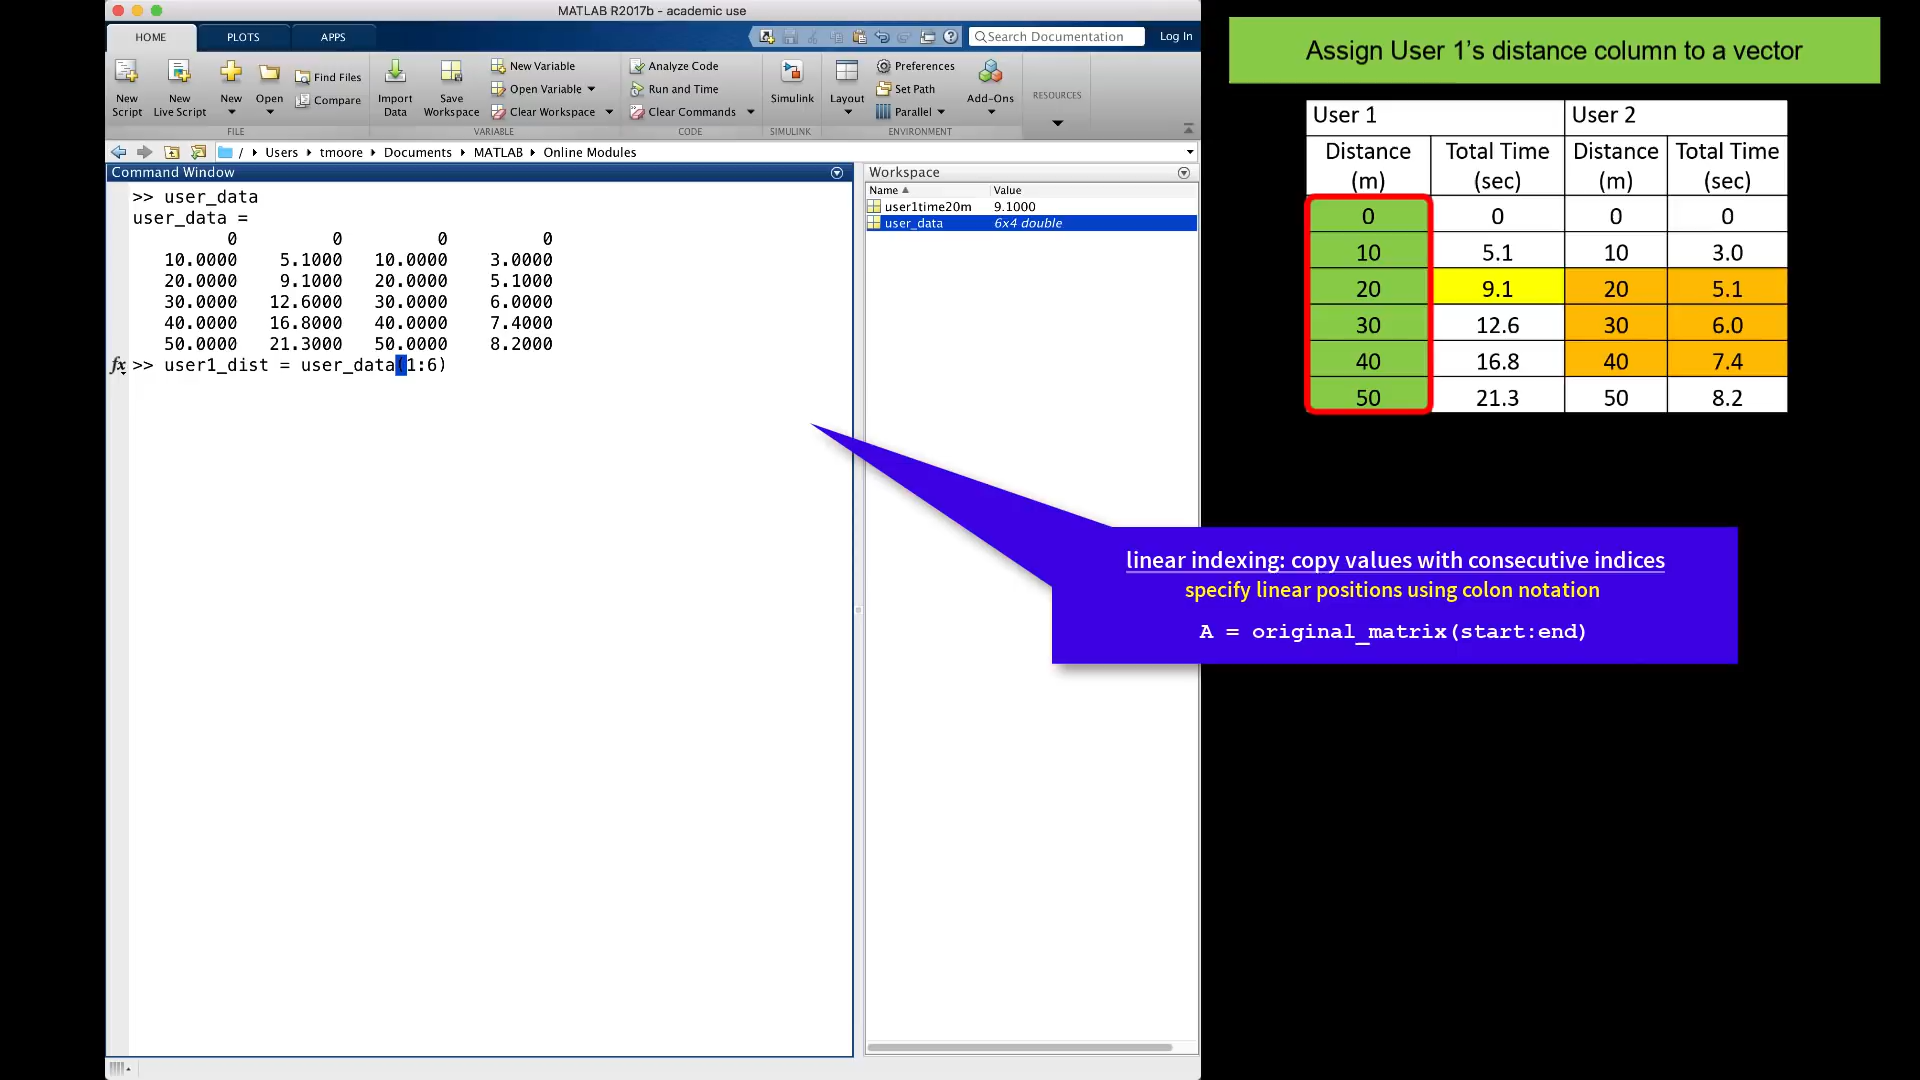 MATLAB R2017b - academic use
HOME PLOTS APPS Search Documentation Log In
New Script New Live Script New Open Find Files Compare
FILE
Import Data Save Workspace New Variable Open Variable Clear Workspace
VARIABLE
Analyze Code Run and Time Clear Commands
CODE
Simulink
SIMULINK
Layout Preferences Set Path Parallel Add-Ons
ENVIRONMENT
RESOURCES
/ Users tmoore Documents MATLAB Online Modules
Command Window
>> user_data
user_data =
0 0 0 0
10.0000 5.1000 10.0000 3.0000
20.0000 9.1000 20.0000 5.1000
30.0000 12.6000 30.0000 6.0000
40.0000 16.8000 40.0000 7.4000
50.0000 21.3000 50.0000 8.2000
fx >> user1_dist = user_data(1:6)
Workspace
Name Value
user1time20m 9.1000
user_data 6x4 double
Assign User 1’s distance column to a vector
User 1 User 2
Distance (m) Total Time (sec) Distance (m) Total Time (sec)
0 0 0 0
10 5.1 10 3.0
20 9.1 20 5.1
30 12.6 30 6.0
40 16.8 40 7.4
50 21.3 50 8.2
linear indexing: copy values with consecutive indices
specify linear positions using colon notation
A = original_matrix(start:end)